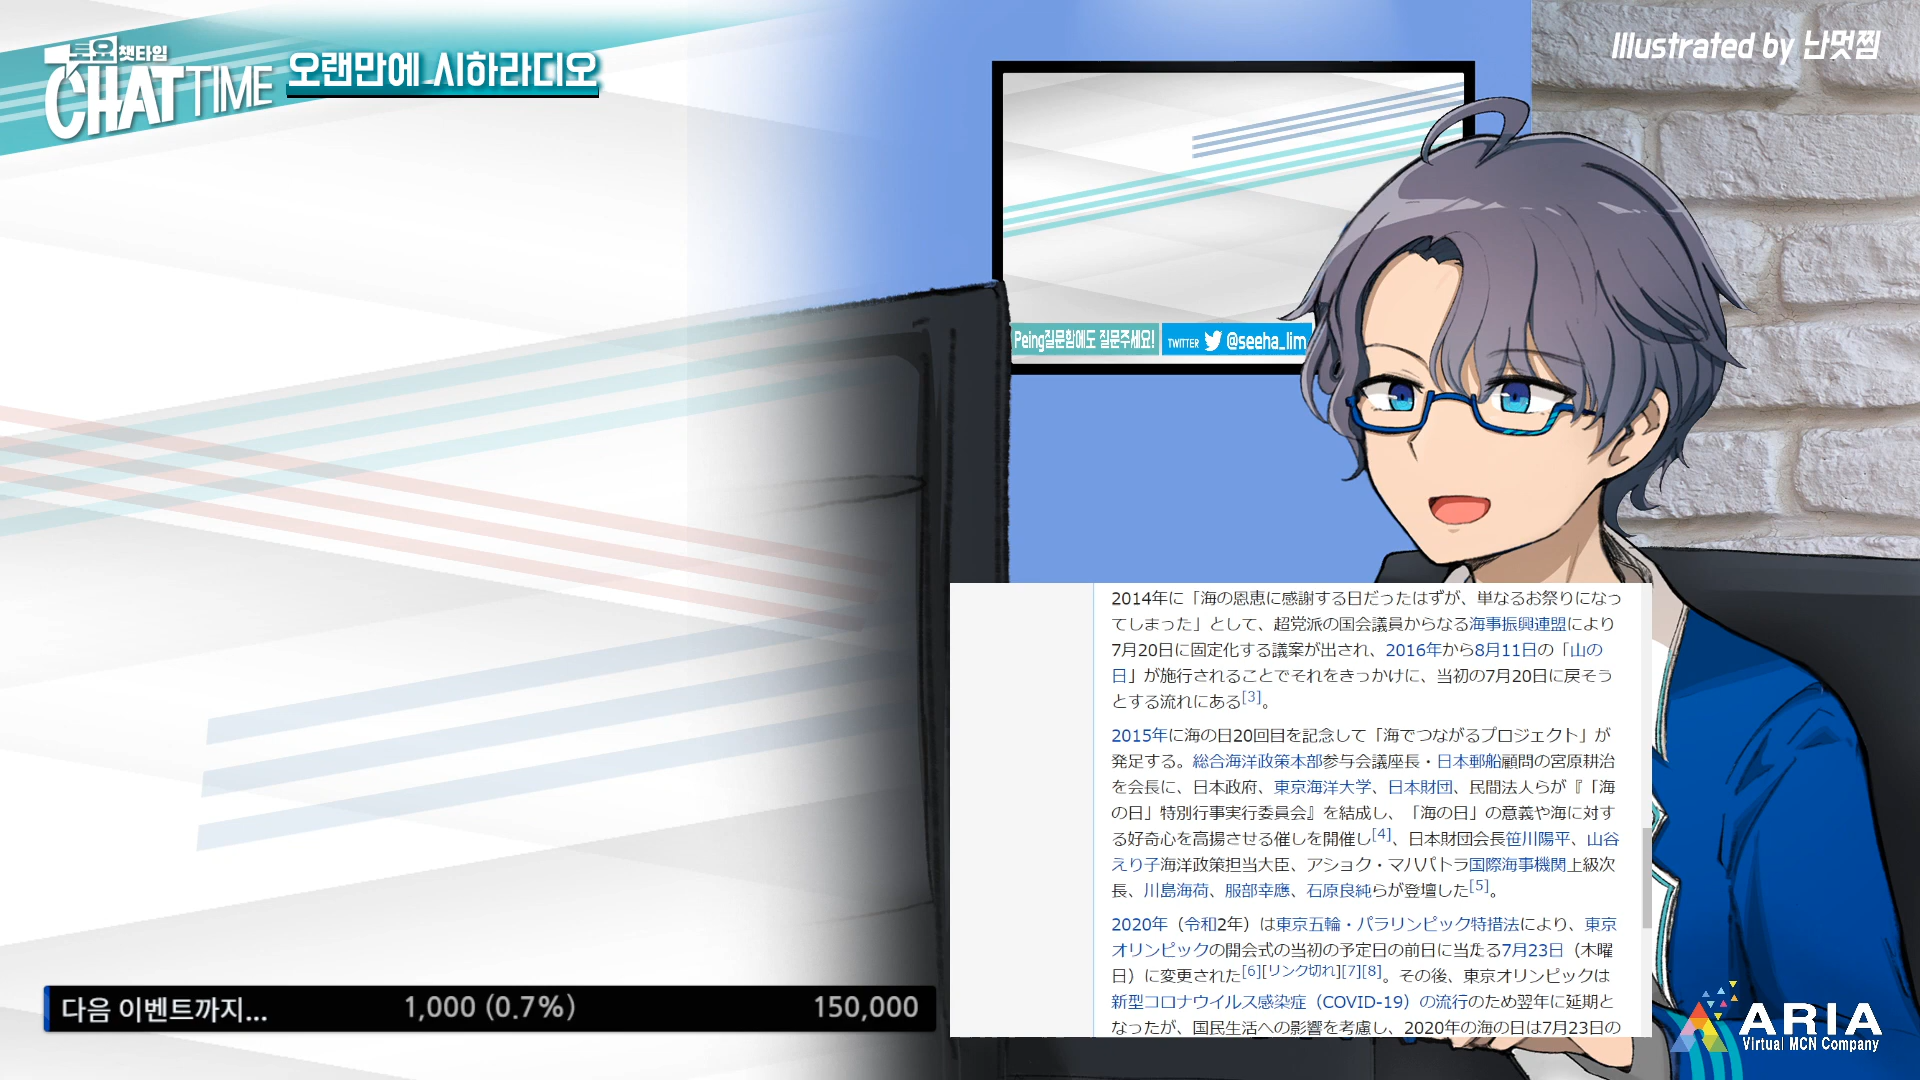 토요 챗타임
CHAT TIME
오랜만에 시하라디오
Illustrated by 난멋찜
Peing질문함에도 질문주세요!
TWITTER @seeha_lim
2014年に「海の恩恵に感謝する日だったはずが、単なるお祭りになっ
てしまった」として、超党派の国会議員からなる海事振興連盟により
7月20日に固定化する議案が出され、2016年から8月11日の「山の
日」が施行されることでそれをきっかけに、当初の7月20日に戻そう
とする流れにある[3]。
2015年に海の日20回目を記念して「海でつながるプロジェクト」が
発足する。総合海洋政策本部参与会議座長・日本郵船顧問の宮原耕治
を会長に、日本政府、東京海洋大学、日本財団、民間法人らが『「海
の日」特別行事実行委員会』を結成し、「海の日」の意義や海に対す
る好奇心を高揚させる催しを開催し[4]、日本財団会長笹川陽平、山谷
えり子海洋政策担当大臣、アショク・マハパトラ国際海事機関上級次
長、川島海荷、服部幸應、石原良純らが登壇した[5]。
2020年（令和2年）は東京五輪・パラリンピック特措法により、東京
オリンピックの開会式の当初の予定日の前日に当たる7月23日（木曜
日）に変更された[6][リンク切れ][7][8]。その後、東京オリンピックは
新型コロナウイルス感染症（COVID-19）の流行のため翌年に延期と
なったが、国民生活への影響を考慮し、2020年の海の日は7月23日の
다음 이벤트까지... 1,000 (0.7%) 150,000
ARIA
Virtual MCN Company